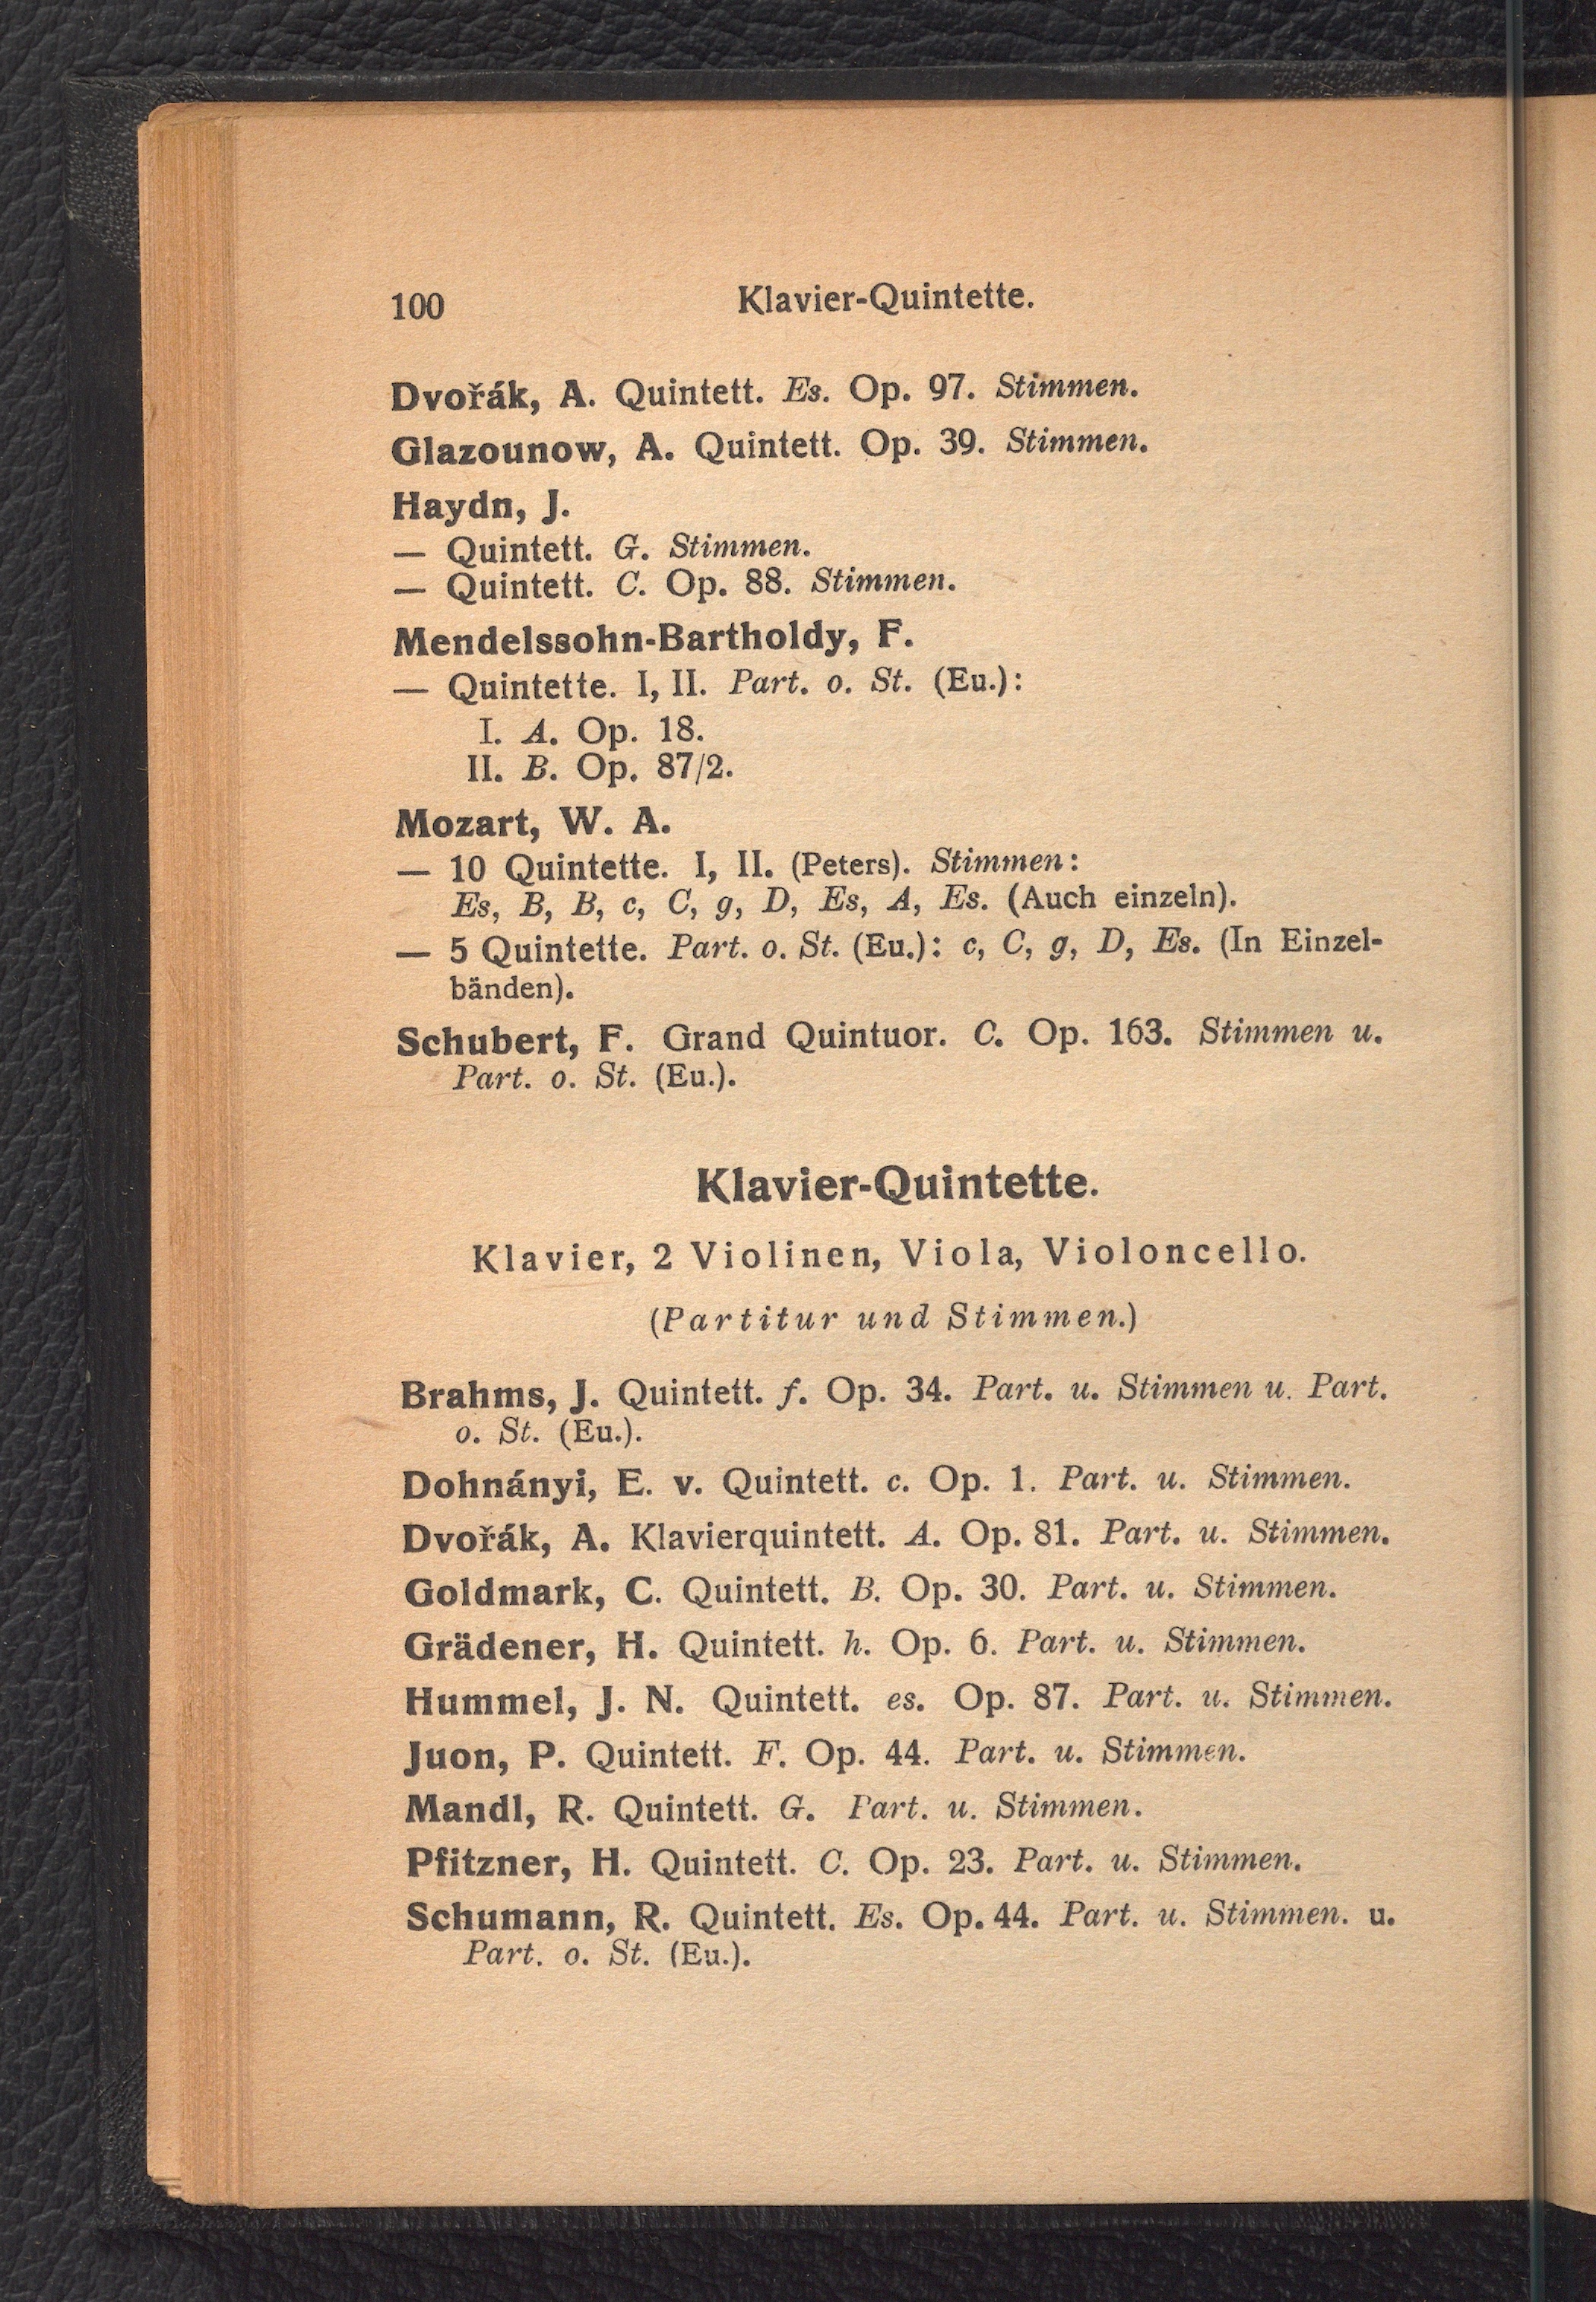 100 Klavier-Quintette.
Dvořák, A. Quintett. Es. Op. 97. Stimmen.
Glazounow, A. Quintett. Op. 39. Stimmen.
Haydn, J.
— Quintett. G. Stimmen.
— Quintett. C. Op. 88. Stimmen.
Mendelssohn-Bartholdy, F.
— Quintette. I, II. Part. o. St. (Eu.):
I. A. Op. 18.
II. B. Op. 87/2.
Mozart, W. A.
— 10 Quintette. I, II. (Peters). Stimmen:
Es, B, B, c, C, g, D, Es, A, Es. (Auch einzeln).
— 5 Quintette. Part. o. St. (Eu.): c, C, g, D, Es. (In Einzel-
bänden).
Schubert, F. Grand Quintuor. C. Op. 163. Stimmen u.
Part. o. St. (Eu.).
Klavier-Quintette.
Klavier, 2 Violinen, Viola, Violoncello.
(Partitur und Stimmen.)
Brahms, J. Quintett. f. Op. 34. Part. u. Stimmen u. Part.
o. St. (Eu.).
Dohnányi, E. v. Quintett. c. Op. 1. Part. u. Stimmen.
Dvořák, A. Klavierquintett. A. Op. 81. Part. u. Stimmen.
Goldmark, C. Quintett. B. Op. 30. Part. u. Stimmen.
Grädener, H. Quintett. h. Op. 6. Part. u. Stimmen.
Hummel, J. N. Quintett. es. Op. 87. Part. u. Stimmen.
Juon, P. Quintett. F. Op. 44. Part. u. Stimmen.
Mandl, R. Quintett. G. Part. u. Stimmen.
Pfitzner, H. Quintett. C. Op. 23. Part. u. Stimmen.
Schumann, R. Quintett. Es. Op. 44. Part. u. Stimmen. u.
Part. o. St. (Eu.).